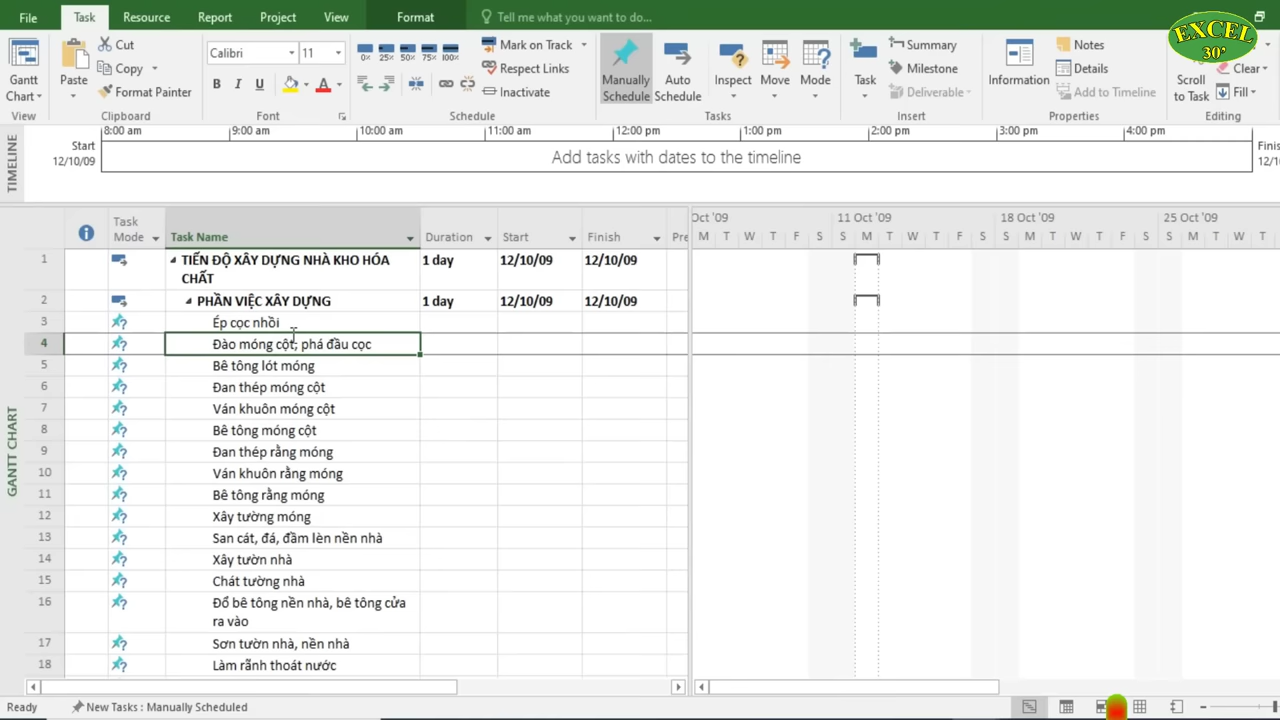 File Task Resource Report Project View Format Tell me what you want to do...
EXCEL
30'
Gantt Chart
View
Paste
Cut
Copy
Format Painter
Clipboard
Calibri 11
B I U A
Font
0% 25% 50% 75% 100%
Mark on Track
Respect Links
Inactivate
Schedule
Manually Schedule
Auto Schedule
Inspect
Move
Mode
Tasks
Task
Summary
Milestone
Deliverable
Insert
Information
Notes
Details
Add to Timeline
Properties
Scroll to Task
Clear
Fill
Editing
TIMELINE
8:00 am 9:00 am 10:00 am 11:00 am 12:00 pm 1:00 pm 2:00 pm 3:00 pm 4:00 pm
Start
12/10/09
Add tasks with dates to the timeline
Finis
12/1
GANTT CHART
Task Mode Task Name Duration Start Finish Pre
Oct '09 11 Oct '09 18 Oct '09 25 Oct '09
M T W T F S S M T W T F S S M T W T F S S M T W T
1 TIẾN ĐỘ XÂY DỰNG NHÀ KHO HÓA 1 day 12/10/09 12/10/09
CHẤT
2 PHẦN VIỆC XÂY DỰNG 1 day 12/10/09 12/10/09
3 Ép cọc nhồi
4 Đào móng cột, phá đầu cọc
5 Bê tông lót móng
6 Đan thép móng cột
7 Ván khuôn móng cột
8 Bê tông móng cột
9 Đan thép rằng móng
10 Ván khuôn rằng móng
11 Bê tông rằng móng
12 Xây tường móng
13 San cát, đá, đầm lèn nền nhà
14 Xây tườn nhà
15 Chát tường nhà
16 Đổ bê tông nền nhà, bê tông cửa
ra vào
17 Sơn tườn nhà, nền nhà
18 Làm rãnh thoát nước
Ready New Tasks : Manually Scheduled